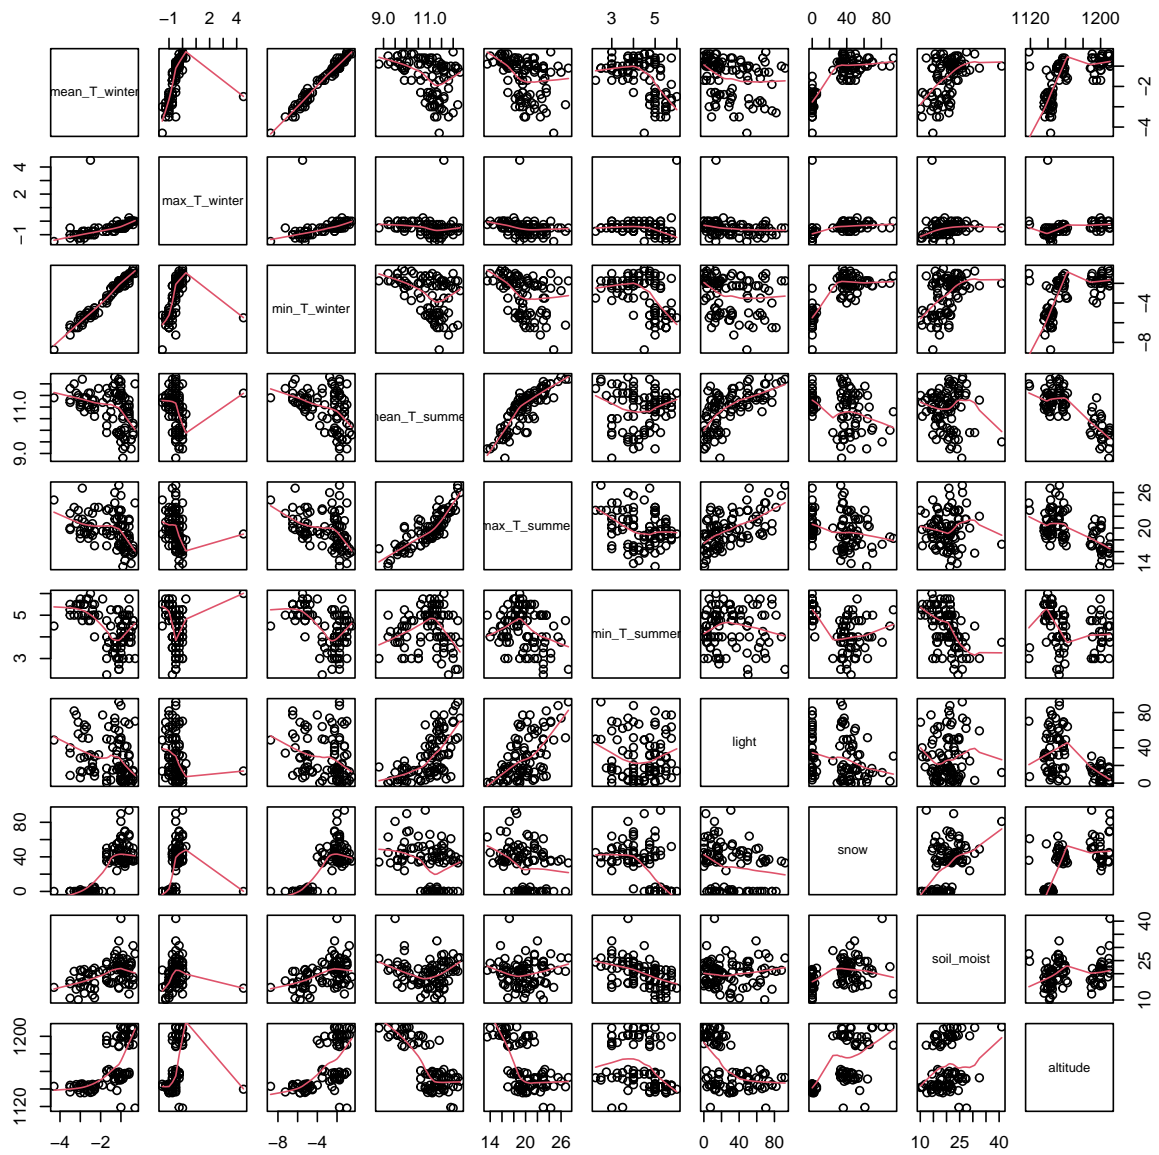 −1 2 4 9.0 11.0 3 5 0 40 80 1120 1200
mean_T_winter −4 −2
−1 2 4 max_T_winter
min_T_winter −8 −4
9.0 11.0 mean_T_summe
max_T_summe 14 20 26
3 5 min_T_summer
light 0 40 80
0 40 80 snow
soil_moist 10 25 40
1120 1200 altitude
−4 −2 −8 −4 14 20 26 0 40 80 10 25 40